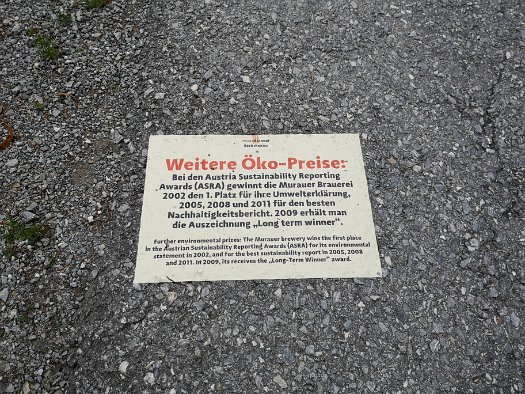 Weitere Öko-Preise:
Bei den Austria Sustainability Reporting
Awards (ASRA) gewinnt die Murauer Brauerei
2002 den 1. Platz für ihre Umwelterklärung,
2005, 2008 und 2011 für den besten
Nachhaltigkeitsbericht. 2009 erhält man
die Auszeichnung „Long term winner“.
Further environmental prizes: The Murauer brewery wins the first place
in the Austrian Sustainability Reporting Awards (ASRA) for its environmental
statement in 2002, and for the best sustainability report in 2005, 2008
and 2011. In 2009, its receives the „Long-Term Winner“ award.